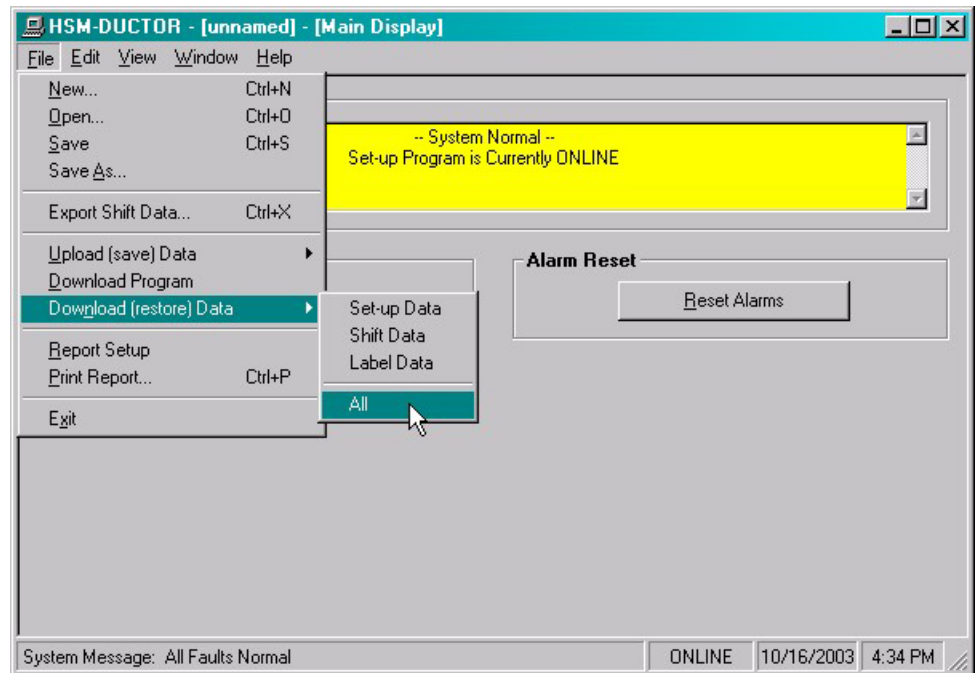 HSM-DUCTOR - [unnamed] - [Main Display]
File Edit View Window Help
New... Ctrl+N
Open... Ctrl+O
Save Ctrl+S
Save As...
Export Shift Data... Ctrl+X
Upload (save) Data
Download Program
Download (restore) Data
Report Setup
Print Report... Ctrl+P
Exit
Set-up Data
Shift Data
Label Data
All
-- System Normal --
Set-up Program is Currently ONLINE
Alarm Reset
Reset Alarms
System Message: All Faults Normal ONLINE 10/16/2003 4:34 PM